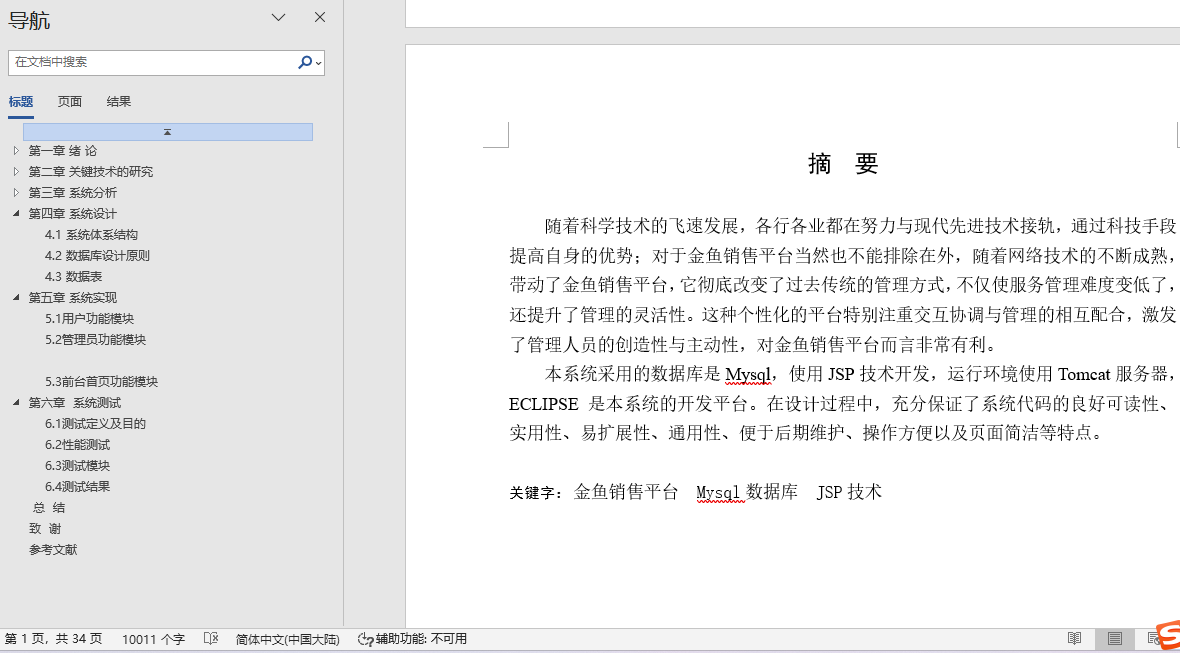 导航
在文档中搜索
标题 页面 结果
第一章 绪 论
第二章 关键技术的研究
第三章 系统分析
第四章 系统设计
4.1 系统体系结构
4.2 数据库设计原则
4.3 数据表
第五章 系统实现
5.1用户功能模块
5.2管理员功能模块
5.3前台首页功能模块
第六章 系统测试
6.1测试定义及目的
6.2性能测试
6.3测试模块
6.4测试结果
总 结
致 谢
参考文献
摘 要
随着科学技术的飞速发展，各行各业都在努力与现代先进技术接轨，通过科技手段
提高自身的优势；对于金鱼销售平台当然也不能排除在外，随着网络技术的不断成熟，
带动了金鱼销售平台，它彻底改变了过去传统的管理方式，不仅使服务管理难度变低了，
还提升了管理的灵活性。这种个性化的平台特别注重交互协调与管理的相互配合，激发
了管理人员的创造性与主动性，对金鱼销售平台而言非常有利。
本系统采用的数据库是 Mysql，使用 JSP 技术开发，运行环境使用 Tomcat 服务器，
ECLIPSE 是本系统的开发平台。在设计过程中，充分保证了系统代码的良好可读性、
实用性、易扩展性、通用性、便于后期维护、操作方便以及页面简洁等特点。
关键字： 金鱼销售平台 Mysql 数据库 JSP 技术
第 1 页，共 34 页 10011 个字 简体中文(中国大陆) 辅助功能: 不可用